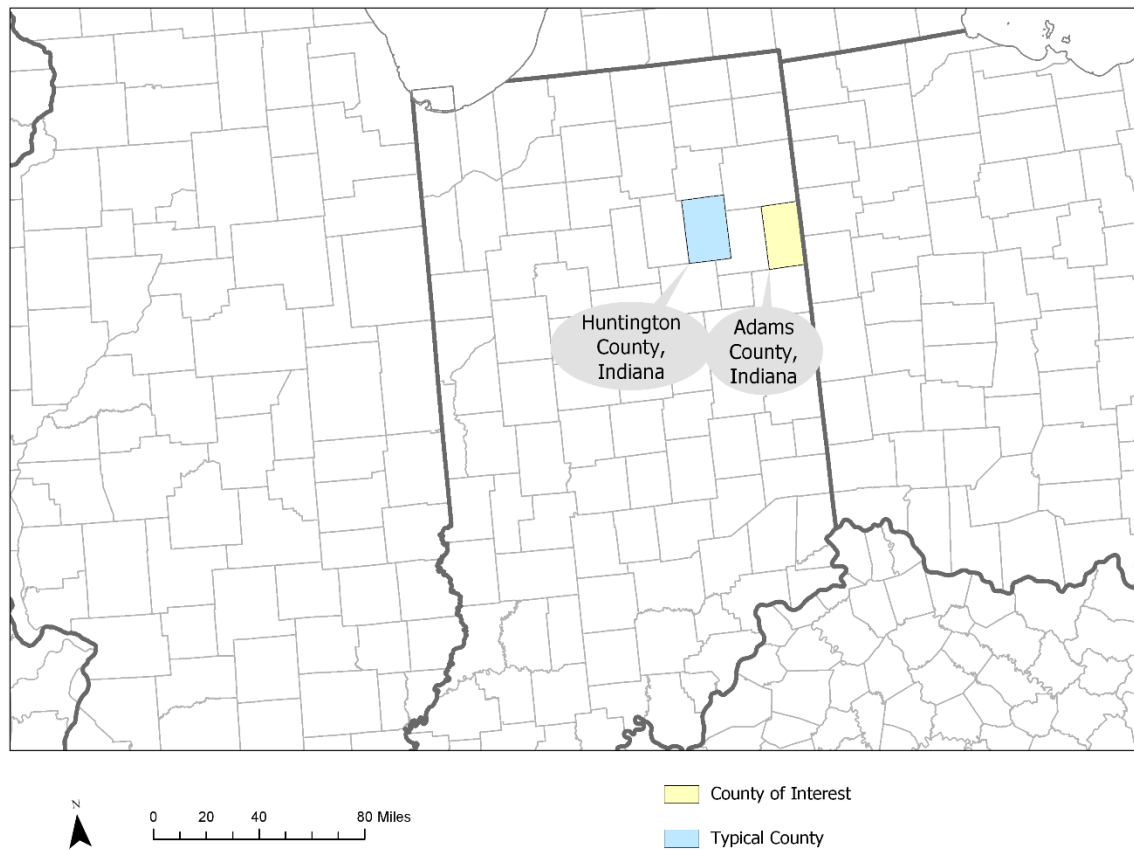 Huntington
County,
Indiana
Adams
County,
Indiana
N
0 20 40 80 Miles
County of Interest
Typical County